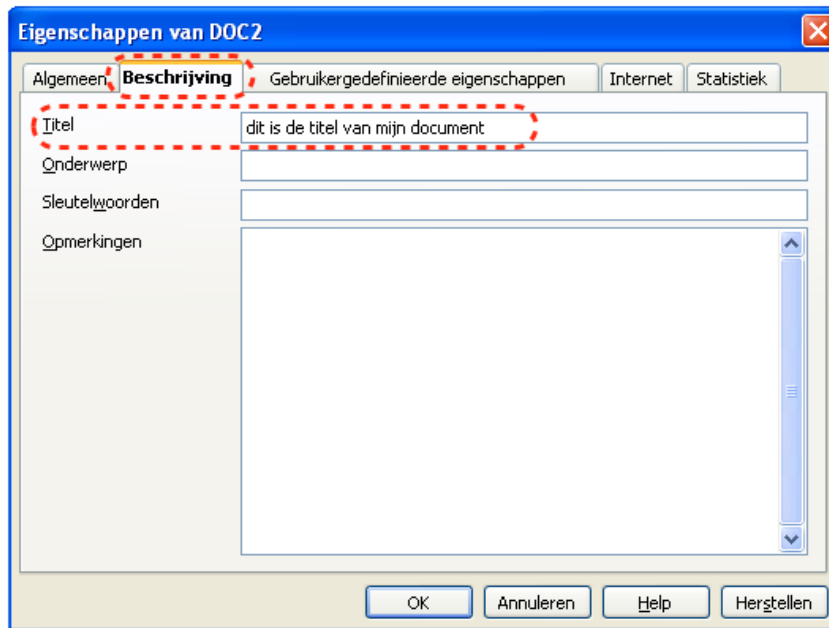 Eigenschappen van DOC2
Algemeen Beschrijving Gebruikergedefinieerde eigenschappen Internet Statistiek
Titel dit is de titel van mijn document
Onderwerp
Sleutelwoorden
Opmerkingen
OK Annuleren Help Herstellen